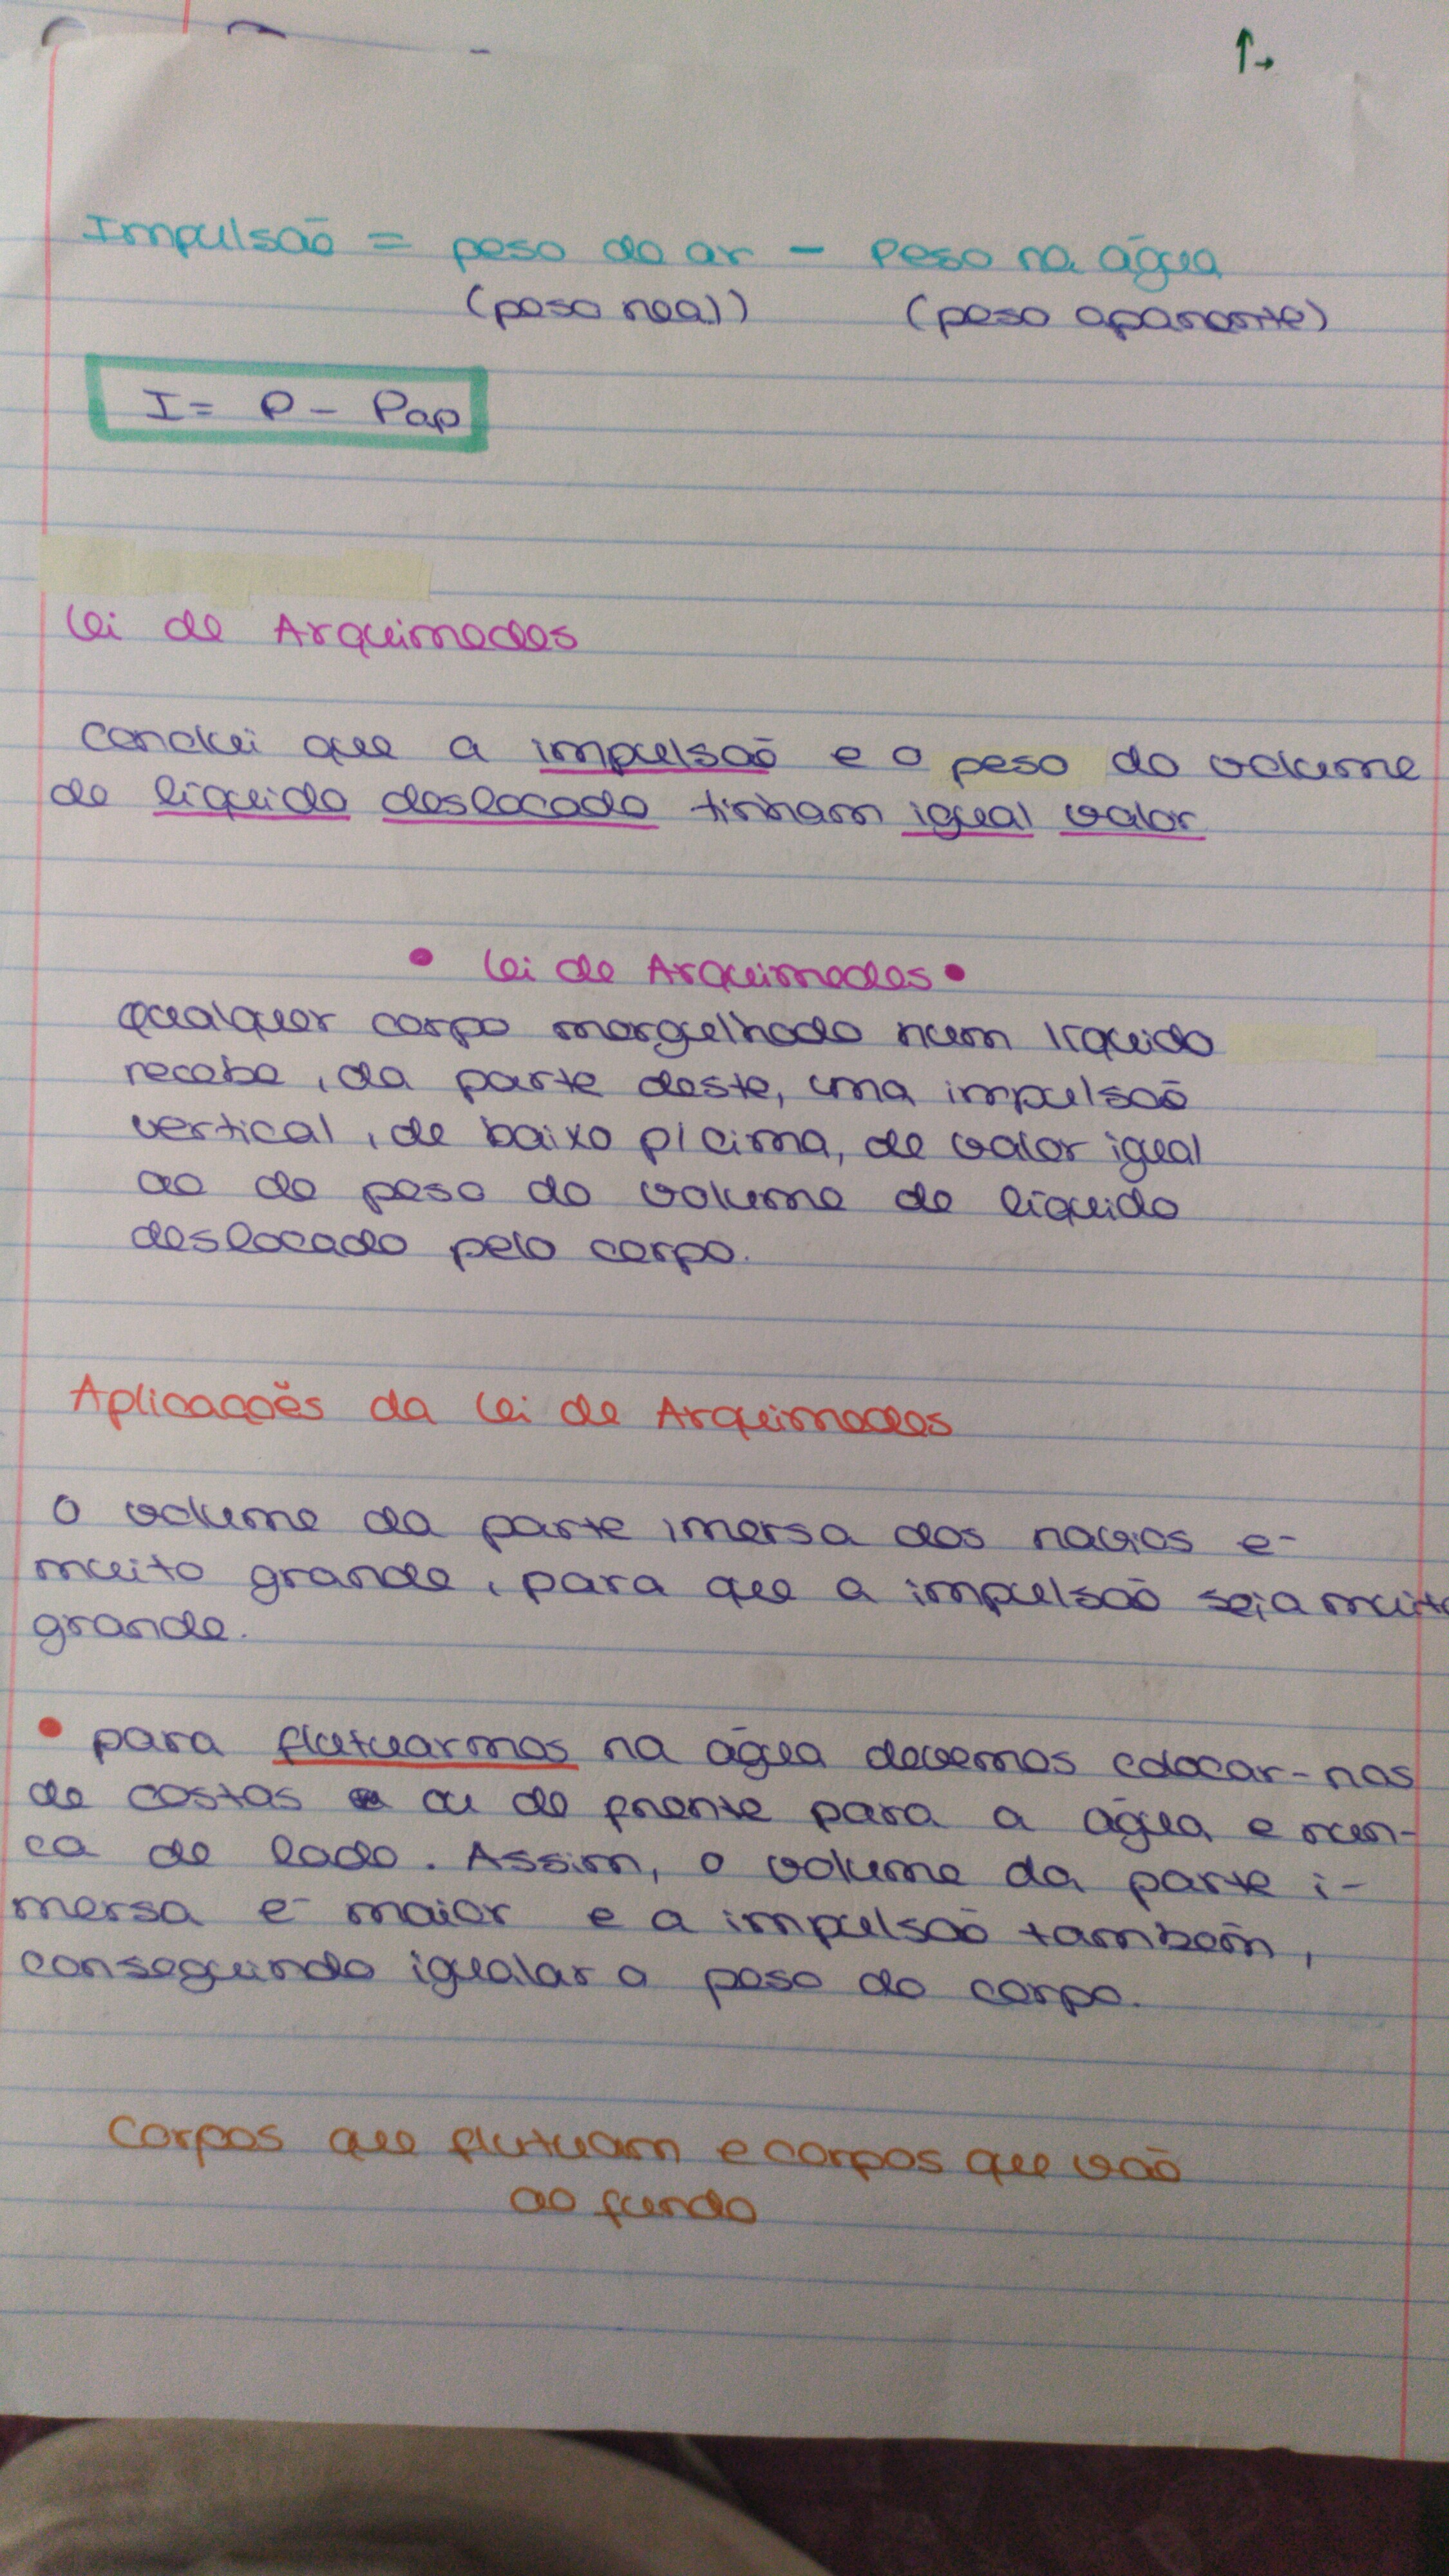 Impulsão = peso do ar - Peso na água
(peso real) (peso aparente)
I = P - Pap
Lei de Arquimedes
Conclui que a impulsão e o peso do volume
de líquido deslocado tinham igual valor
• Lei de Arquimedes •
Qualquer corpo mergulhado num líquido
recebe, da parte deste, uma impulsão
vertical, de baixo p/ cima, de valor igual
ao do peso do volume de líquido
deslocado pelo corpo.
Aplicações da Lei de Arquimedes
O volume da parte imersa dos navios é
muito grande, para que a impulsão seja muito
grande.
• para flutuarmos na água devemos colocar-nos
de costas ou de frente para a água e nun-
ca de lado. Assim, o volume da parte i-
mersa é maior e a impulsão também,
conseguindo igualar o peso do corpo.
Corpos que flutuam e corpos que vão
ao fundo